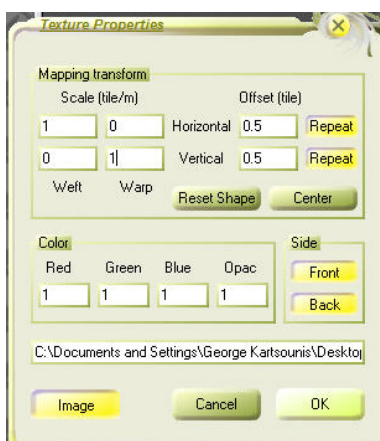 Texture Properties
Mapping transform
Scale (tile/m) Offset (tile)
1 0 Horizontal 0.5 Repeat
0 1 Vertical 0.5 Repeat
Weft Warp Reset Shape Center
Color Side
Red Green Blue Opac Front
1 1 1 1 Back
C:\Documents and Settings\George Kartsounis\Desktop
Image Cancel OK